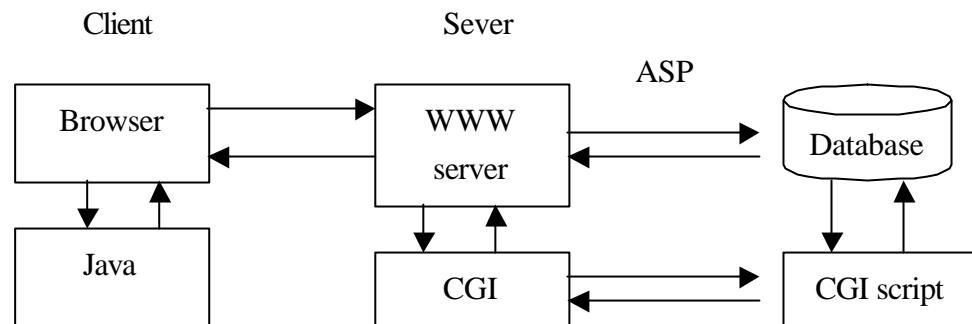 Client
Sever
ASP
Browser
WWW
server
Database
Java
CGI
CGI script